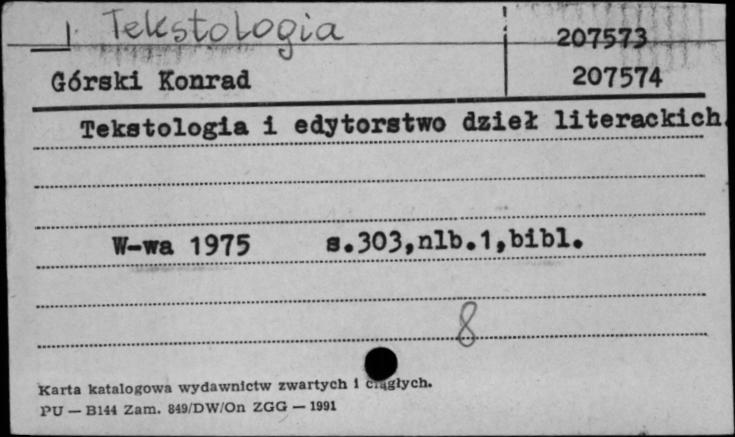 1. Tekstologia
207573
Górski Konrad
207574
Tekstologia i edytorstwo dzieł literackich.
W-wa 1975 s.303,nlb.1,bibl.
8
Karta katalogowa wydawnictw zwartych i ciągłych.
PU — B144 Zam. 849/DW/On ZGG — 1991